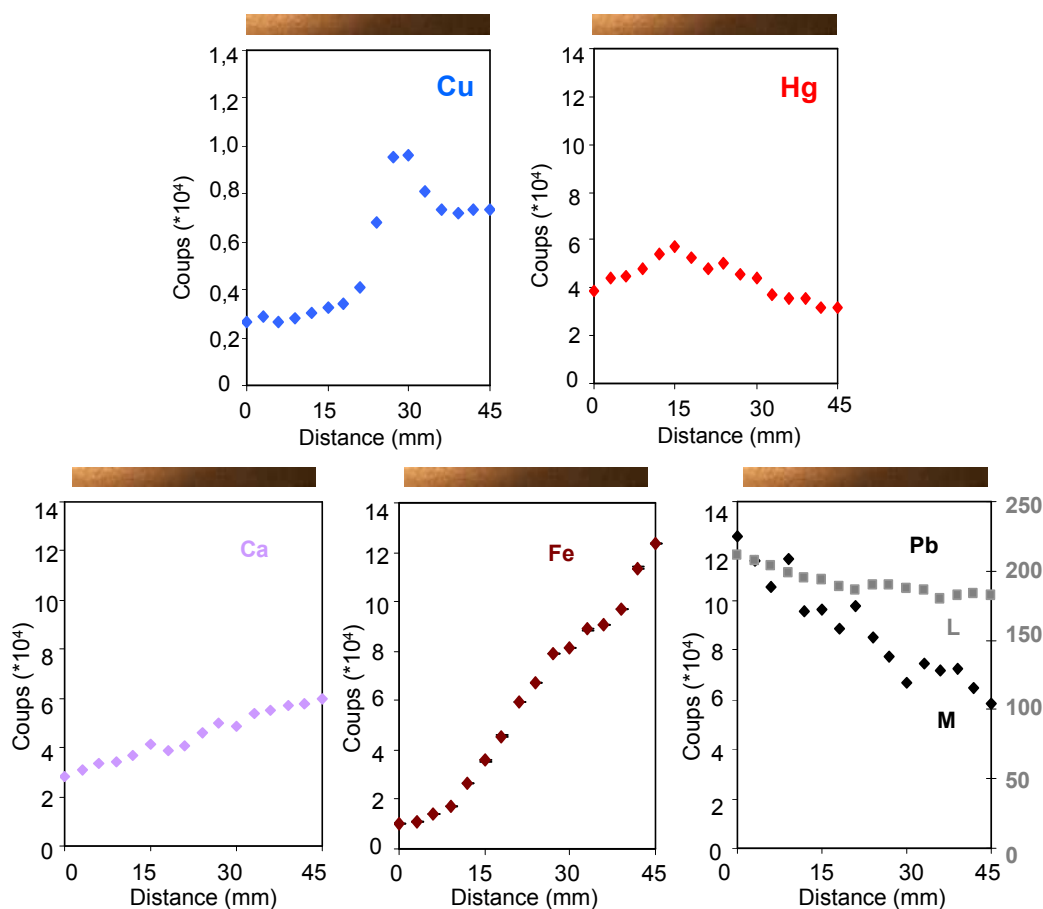 Cu
Coups (*10⁴)
1,4
1,2
1,0
0,8
0,6
0,4
0,2
0
0 15 30 45
Distance (mm)
Hg
Coups (*10⁴)
14
12
10
8
6
4
2
0
0 15 30 45
Distance (mm)
Ca
Coups (*10⁴)
14
12
10
8
6
4
2
0
0 15 30 45
Distance (mm)
Fe
Coups (*10⁴)
14
12
10
8
6
4
2
0
0 15 30 45
Distance (mm)
Pb
L
M
Coups (*10⁴)
14
12
10
8
6
4
2
0
250
200
150
100
50
0
0 15 30 45
Distance (mm)